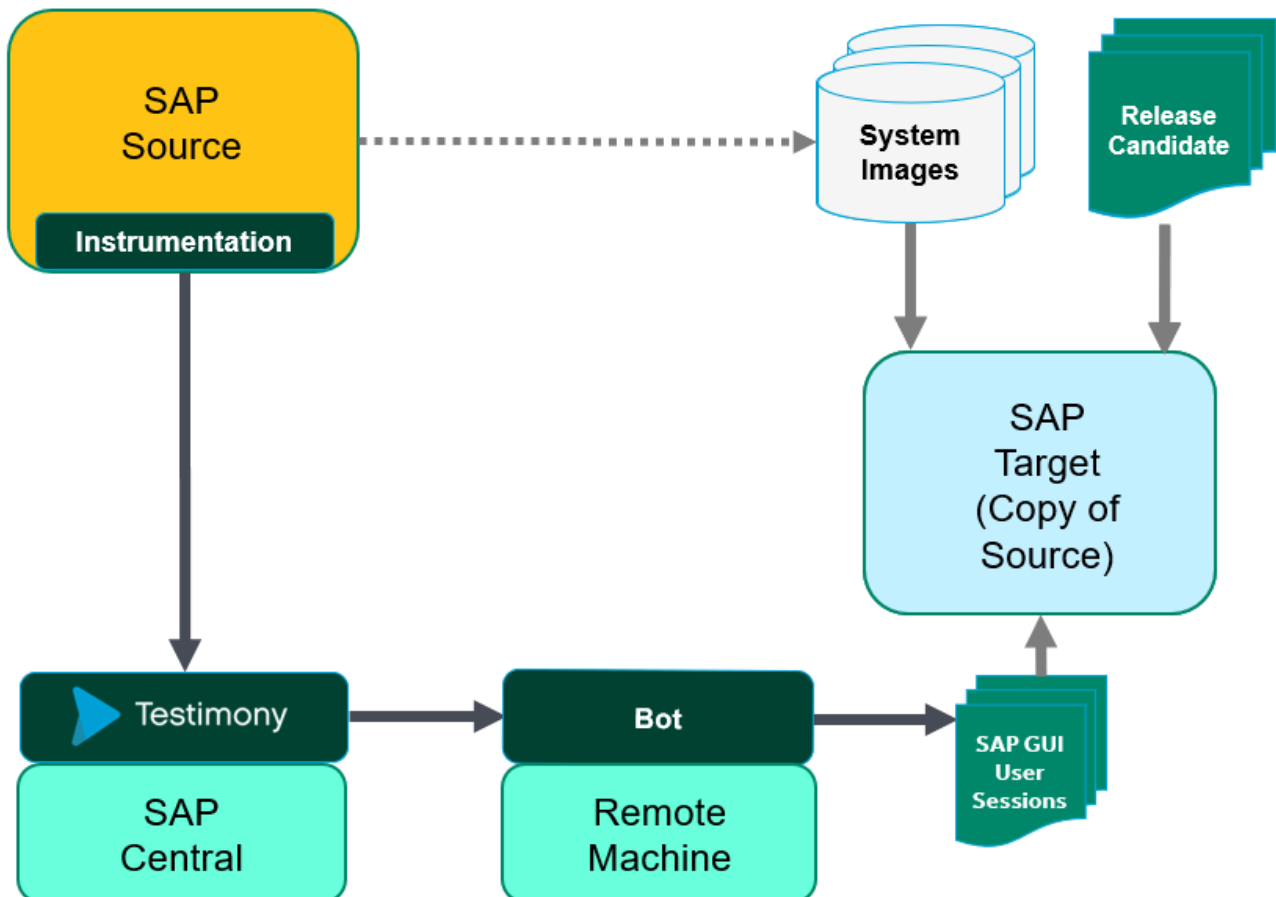 SAP
Source
Instrumentation
System
Images
Release
Candidate
SAP
Target
(Copy of
Source)
Testimony
SAP
Central
Bot
Remote
Machine
SAP GUI
User
Sessions